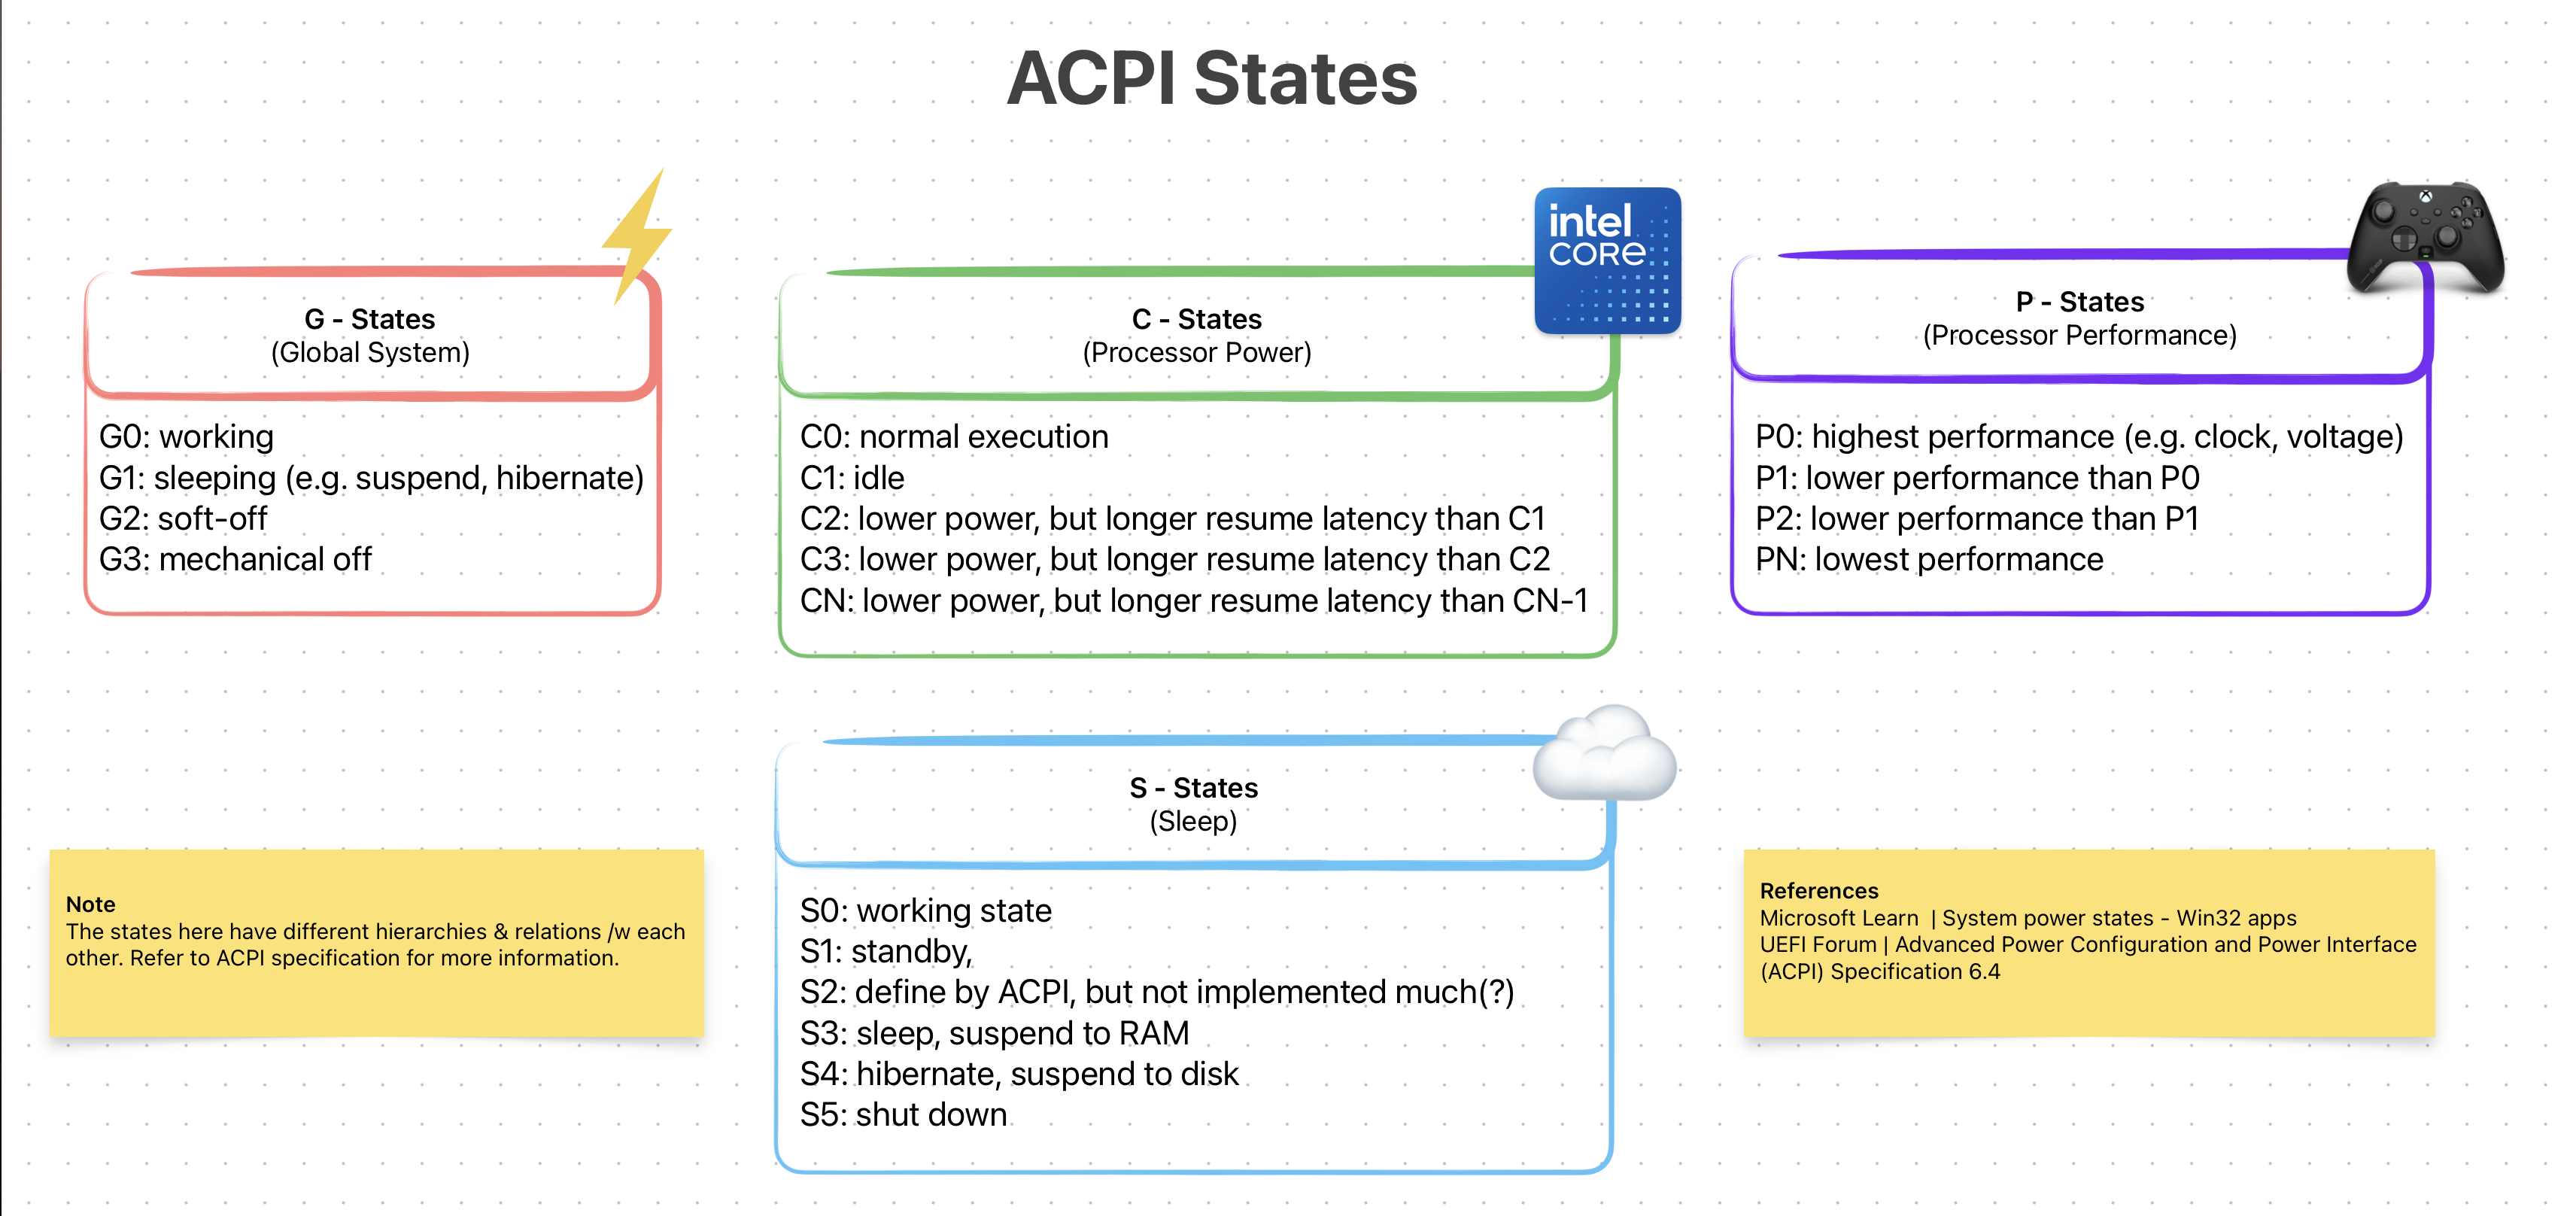 ACPI States
G - States
(Global System)
G0: working
G1: sleeping (e.g. suspend, hibernate)
G2: soft-off
G3: mechanical off
intel
CORE
C - States
(Processor Power)
C0: normal execution
C1: idle
C2: lower power, but longer resume latency than C1
C3: lower power, but longer resume latency than C2
CN: lower power, but longer resume latency than CN-1
P - States
(Processor Performance)
P0: highest performance (e.g. clock, voltage)
P1: lower performance than P0
P2: lower performance than P1
PN: lowest performance
S - States
(Sleep)
S0: working state
S1: standby,
S2: define by ACPI, but not implemented much(?)
S3: sleep, suspend to RAM
S4: hibernate, suspend to disk
S5: shut down
Note
The states here have different hierarchies & relations /w each
other. Refer to ACPI specification for more information.
References
Microsoft Learn | System power states - Win32 apps
UEFI Forum | Advanced Power Configuration and Power Interface
(ACPI) Specification 6.4